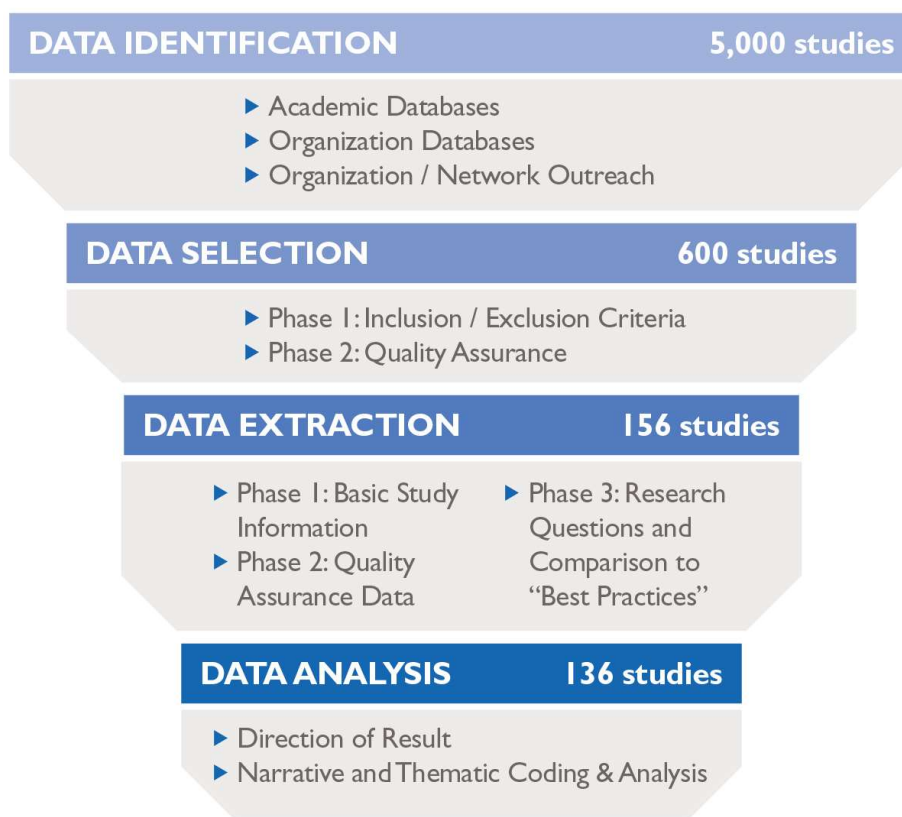 DATA IDENTIFICATION 5,000 studies
Academic Databases
Organization Databases
Organization / Network Outreach
DATA SELECTION 600 studies
Phase 1: Inclusion / Exclusion Criteria
Phase 2: Quality Assurance
DATA EXTRACTION 156 studies
Phase 1: Basic Study
Information
Phase 2: Quality
Assurance Data
Phase 3: Research
Questions and
Comparison to
“Best Practices”
DATA ANALYSIS 136 studies
Direction of Result
Narrative and Thematic Coding & Analysis